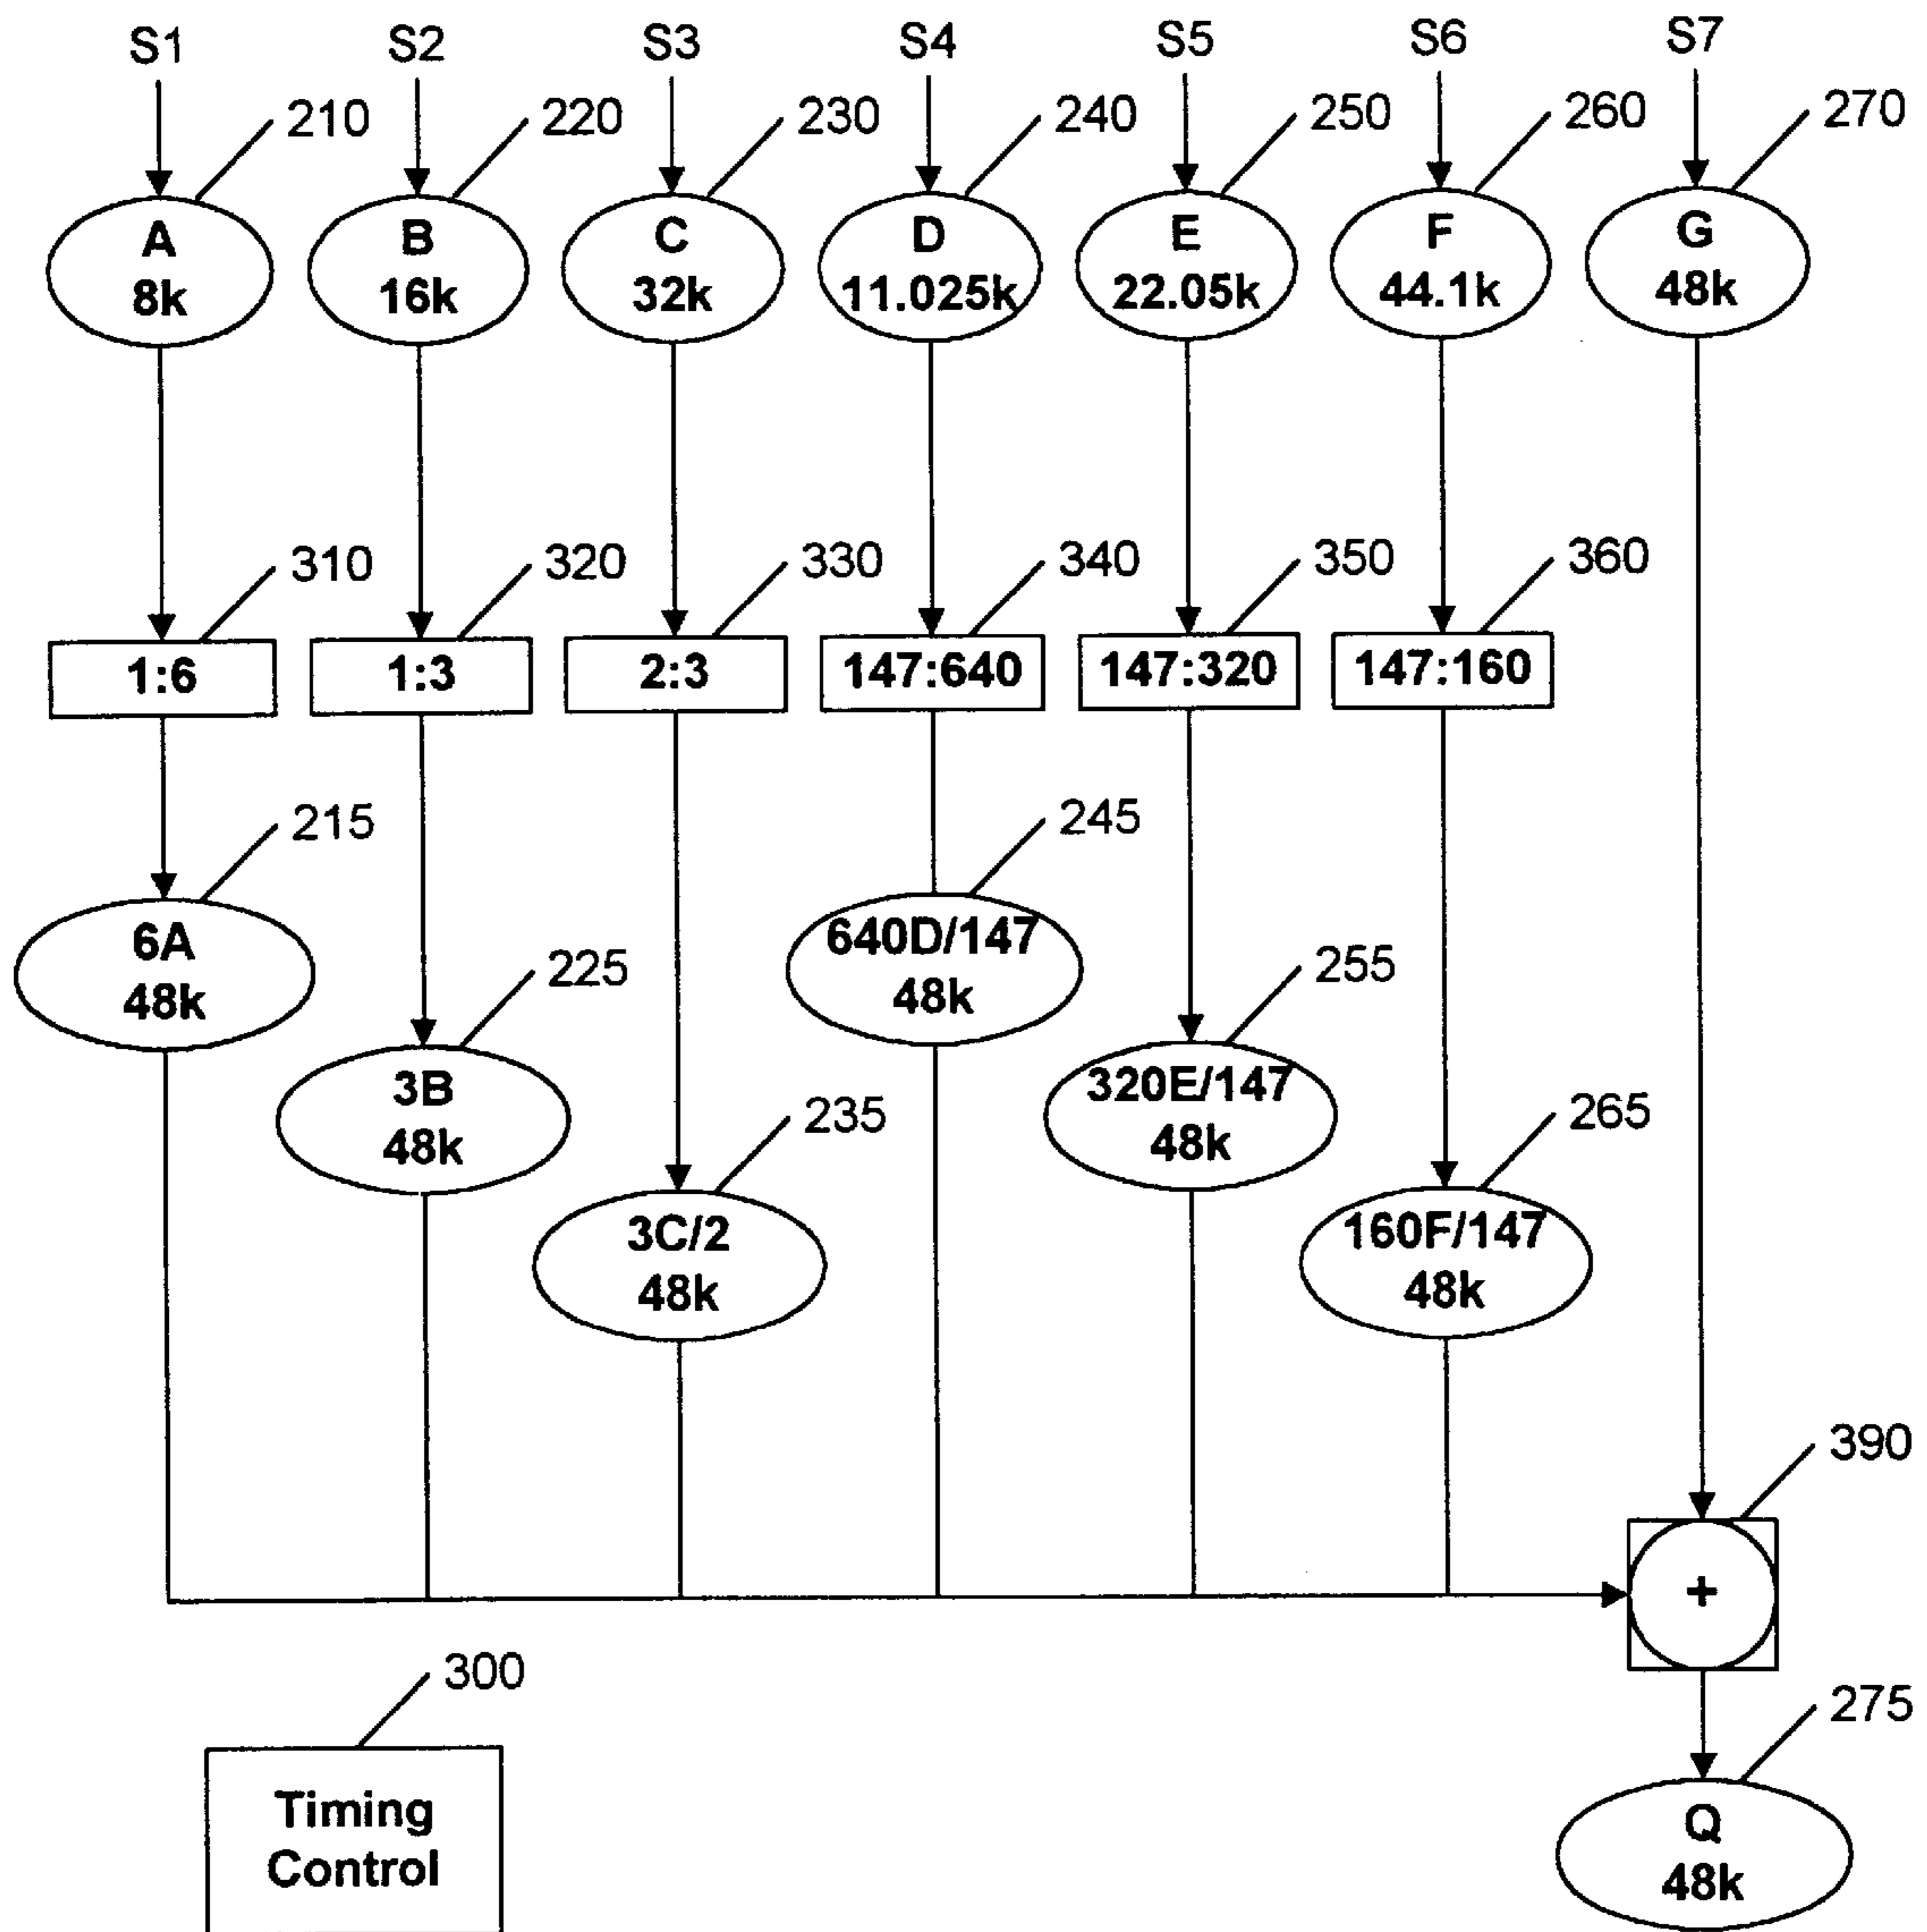 S1 S2 S3 S4 S5 S6 S7
210 220 230 240 250 260 270
A B C D E F G
8k 16k 32k 11.025k 22.05k 44.1k 48k
310 320 330 340 350 360
1:6 1:3 2:3 147:640 147:320 147:160
215 245
6A 640D/147
48k 48k
225 255
3B 320E/147
48k 48k
235 265
3C/2 160F/147
48k 48k
390
+
300
275
Timing
Control
Q
48k